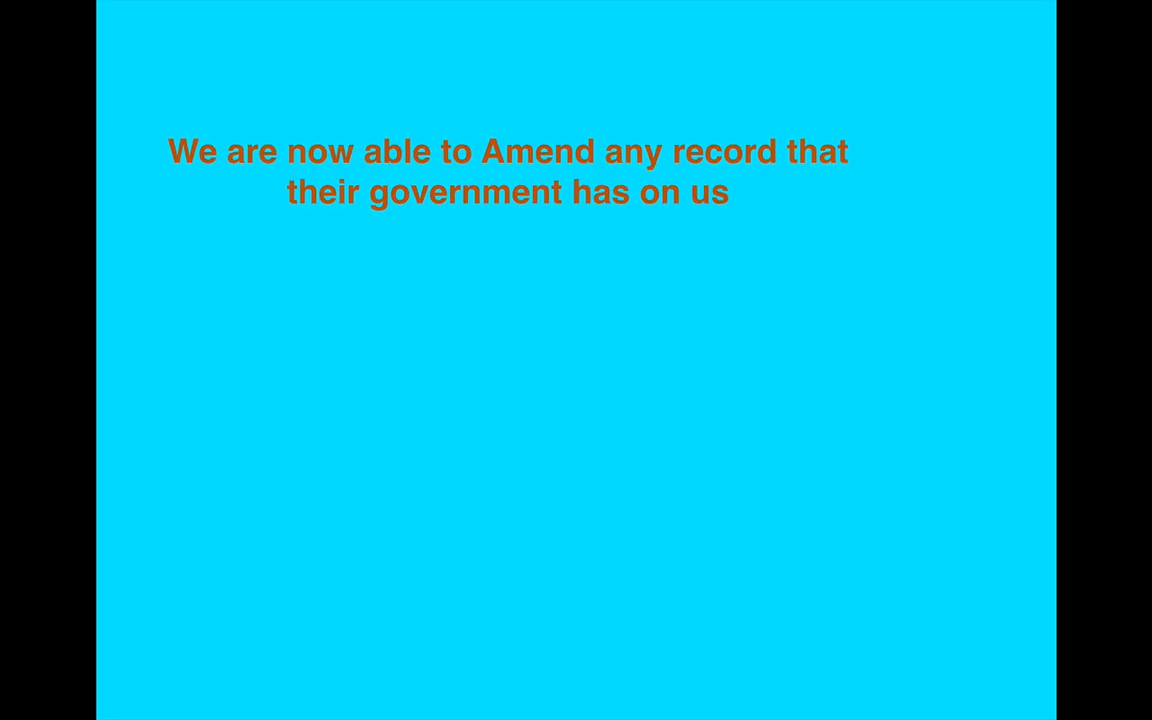 We are now able to Amend any record that
their government has on us